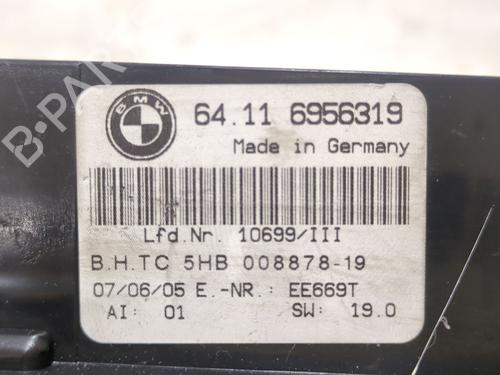 BMW
64.11 6956319
Made in Germany
Lfd.Nr. 10699/III
B.H.TC 5HB 008878-19
07/06/05 E.-NR.: EE669T
AI: 01 SW: 19.0
B-PARTS